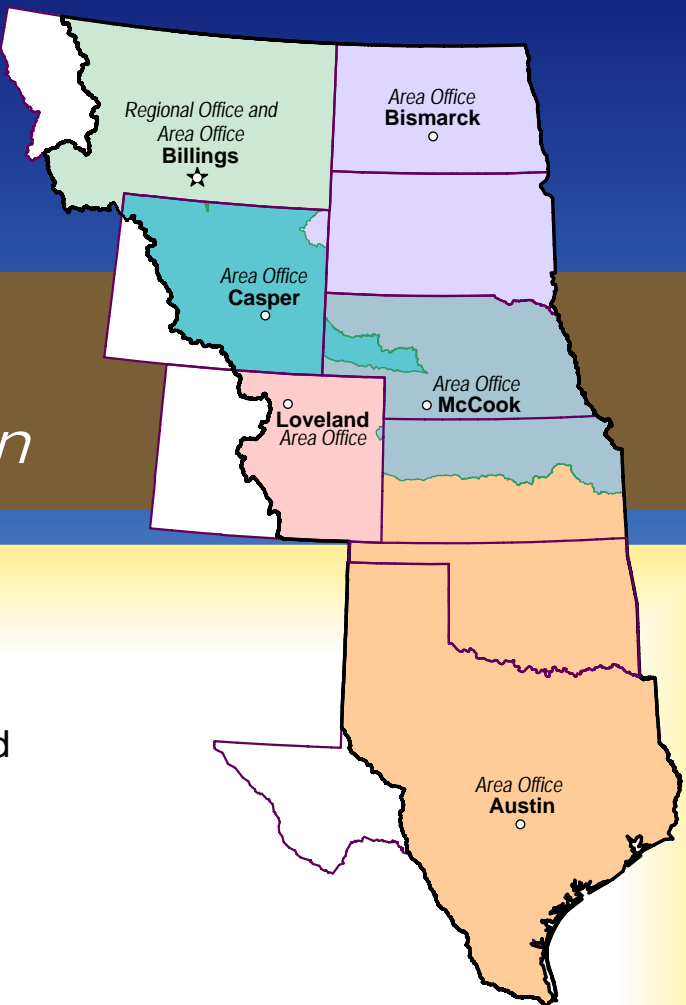 Area Office
Bismarck
Regional Office and
Area Office
Billings
Area Office
Casper
Area Office
McCook
Loveland
Area Office
n
d
Area Office
Austin